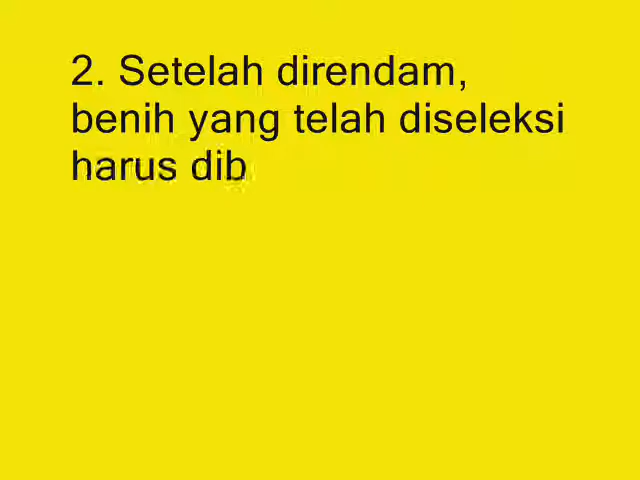 2. Setelah direndam,
benih yang telah diseleksi
harus dib